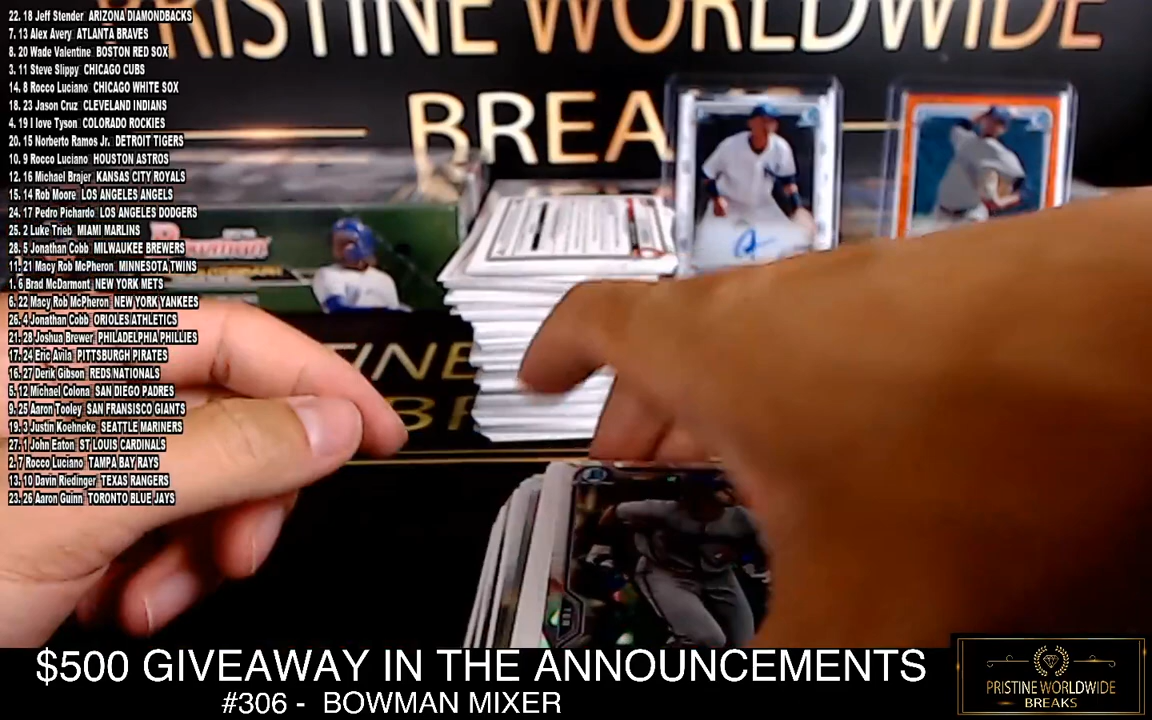 PRISTINE WORLDWIDE
BREA
22. 18 Jeff Stender ARIZONA DIAMONDBACKS
7. 13 Alex Avery ATLANTA BRAVES
8. 20 Wade Valentine BOSTON RED SOX
3. 11 Steve Slippy CHICAGO CUBS
14. 8 Rocco Luciano CHICAGO WHITE SOX
18. 23 Jason Cruz CLEVELAND INDIANS
4. 19 I love Tyson COLORADO ROCKIES
20. 15 Norberto Ramos Jr. DETROIT TIGERS
10. 9 Rocco Luciano HOUSTON ASTROS
12. 16 Michael Brajer KANSAS CITY ROYALS
15. 14 Rob Moore LOS ANGELES ANGELS
24. 17 Pedro Pichardo LOS ANGELES DODGERS
25. 2 Luke Trieb MIAMI MARLINS
28. 5 Jonathan Cobb MILWAUKEE BREWERS
11. 21 Macy Rob McPheron MINNESOTA TWINS
1. 6 Brad McDarmont NEW YORK METS
6. 22 Macy Rob McPheron NEW YORK YANKEES
26. 4 Jonathan Cobb ORIOLES ATHLETICS
21. 28 Joshua Brewer PHILADELPHIA PHILLIES
17. 24 Eric Avila PITTSBURGH PIRATES
16. 27 Derik Gibson REDS NATIONALS
5. 12 Michael Colona SAN DIEGO PADRES
9. 25 Aaron Tooley SAN FRANSISCO GIANTS
19. 3 Justin Koehneke SEATTLE MARINERS
27. 1 John Eaton ST LOUIS CARDINALS
2. 7 Rocco Luciano TAMPA BAY RAYS
13. 10 Davin Riedinger TEXAS RANGERS
23. 26 Aaron Guinn TORONTO BLUE JAYS
Bowman
TINE
$500 GIVEAWAY IN THE ANNOUNCEMENTS
#306 - BOWMAN MIXER
PRISTINE WORLDWIDE
BREAKS